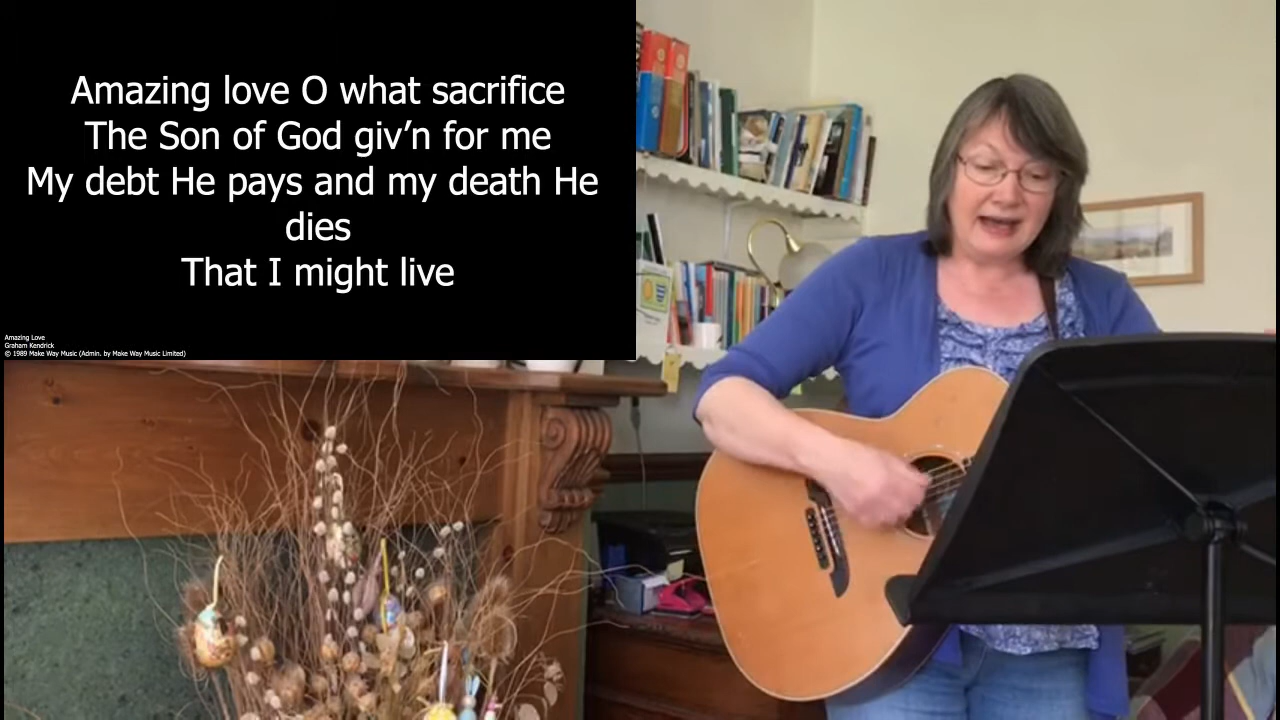 Amazing love O what sacrifice
The Son of God giv’n for me
My debt He pays and my death He
dies
That I might live
Amazing Love
Graham Kendrick
© 1989 Make Way Music (Admin. by Make Way Music Limited)